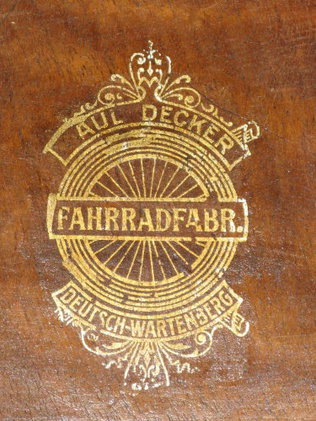 AUL DECKER
FAHRRADFABR.
DEUTSCH-WARTENBERG